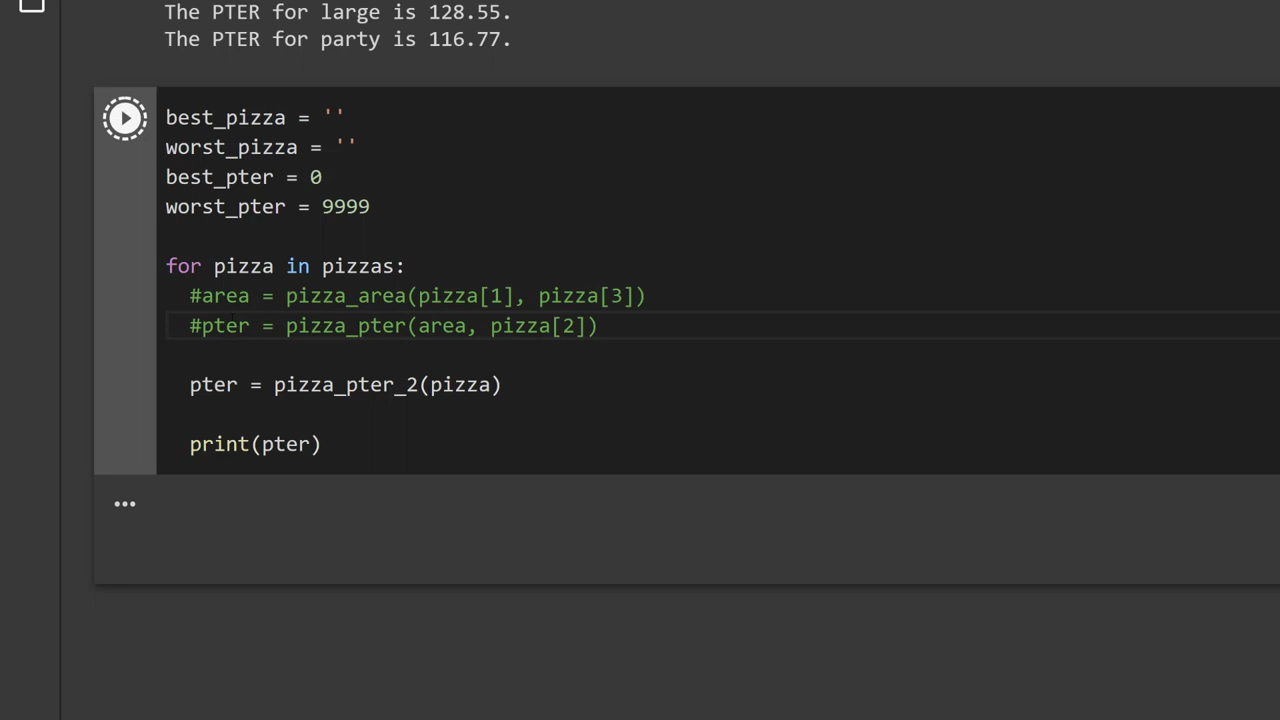 The PTER for large is 128.55.
The PTER for party is 116.77.
best_pizza = ''
worst_pizza = ''
best_pter = 0
worst_pter = 9999
for pizza in pizzas:
#area = pizza_area(pizza[1], pizza[3])
#pter = pizza_pter(area, pizza[2])
pter = pizza_pter_2(pizza)
print(pter)